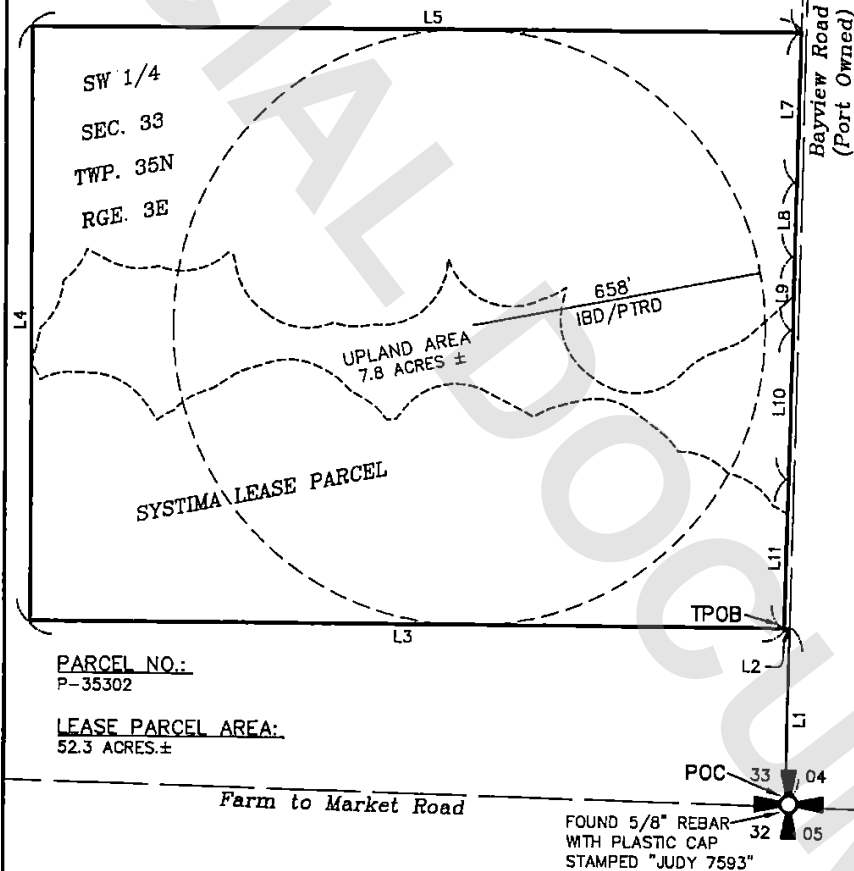 L5
Bayview Road
(Port Owned)
SW 1/4
SEC. 33
TWP. 35N
RGE. 3E
L7
L8
L9
L4
658'
IBD/PTRD
UPLAND AREA
7.8 ACRES ±
L10
SYSTIMA LEASE PARCEL
L11
TPOB
L3
L2
PARCEL NO.:
P-35302
L1
LEASE PARCEL AREA:
52.3 ACRES.±
POC
33 04
Farm to Market Road
32 05
FOUND 5/8" REBAR
WITH PLASTIC CAP
STAMPED "JUDY 7593"
CIAL DOCUM